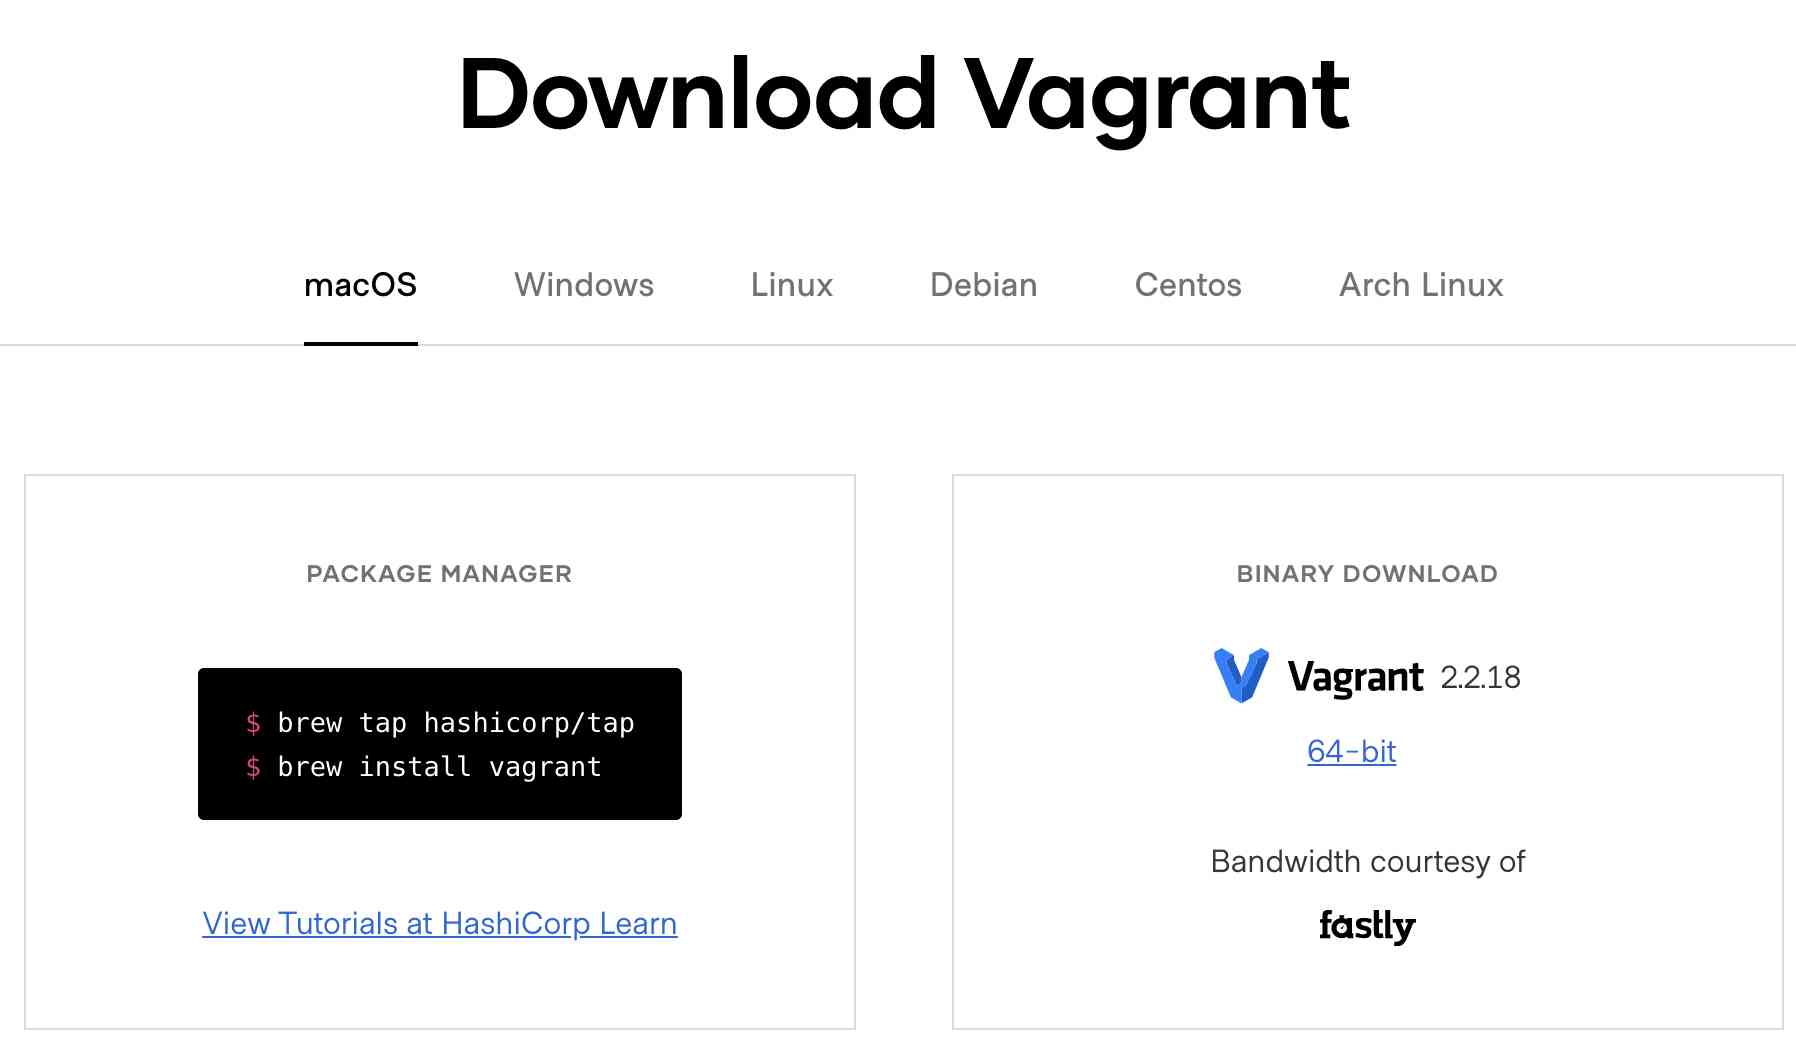 Download Vagrant
macOS Windows Linux Debian Centos Arch Linux
PACKAGE MANAGER
$ brew tap hashicorp/tap
$ brew install vagrant
View Tutorials at HashiCorp Learn
BINARY DOWNLOAD
Vagrant 2.2.18
64-bit
Bandwidth courtesy of
fastly